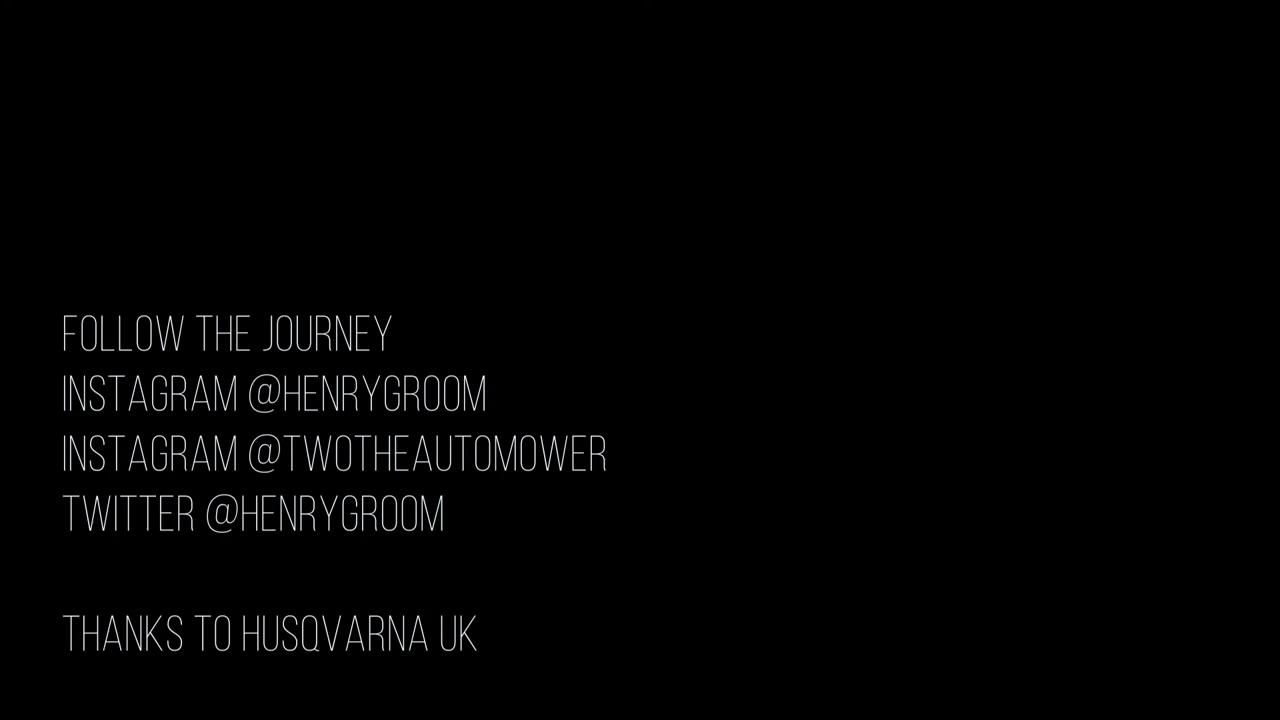 FOLLOW THE JOURNEY
INSTAGRAM @HENRYGROOM
INSTAGRAM @TWOTHEAUTOMOWER
TWITTER @HENRYGROOM
THANKS TO HUSQVARNA UK